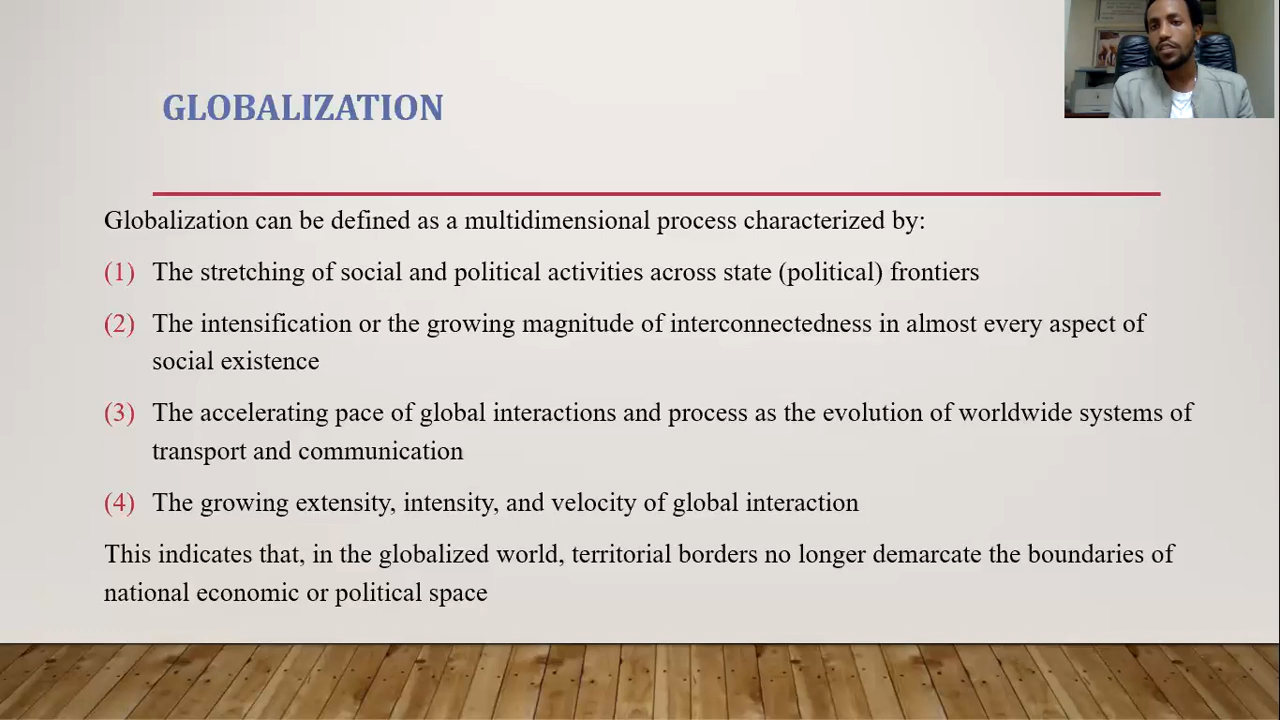 GLOBALIZATION
Globalization can be defined as a multidimensional process characterized by:
(1) The stretching of social and political activities across state (political) frontiers
(2) The intensification or the growing magnitude of interconnectedness in almost every aspect of
social existence
(3) The accelerating pace of global interactions and process as the evolution of worldwide systems of
transport and communication
(4) The growing extensity, intensity, and velocity of global interaction
This indicates that, in the globalized world, territorial borders no longer demarcate the boundaries of
national economic or political space